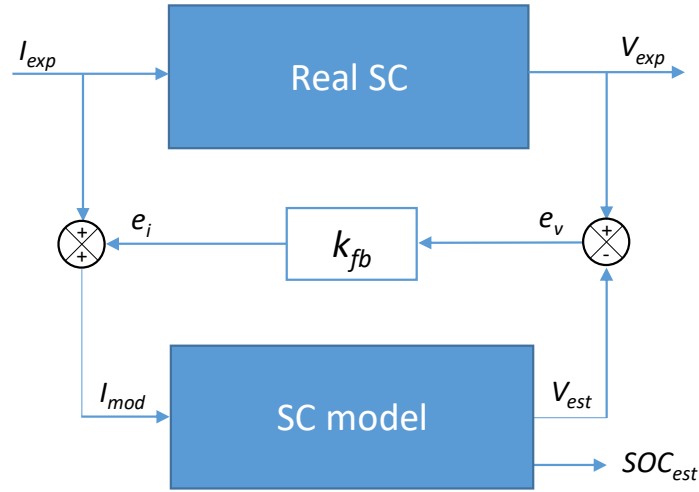 I_exp
V_exp
Real SC
+
+
e_i
k_fb
e_v
+
-
I_mod
SC model
V_est
SOC_est